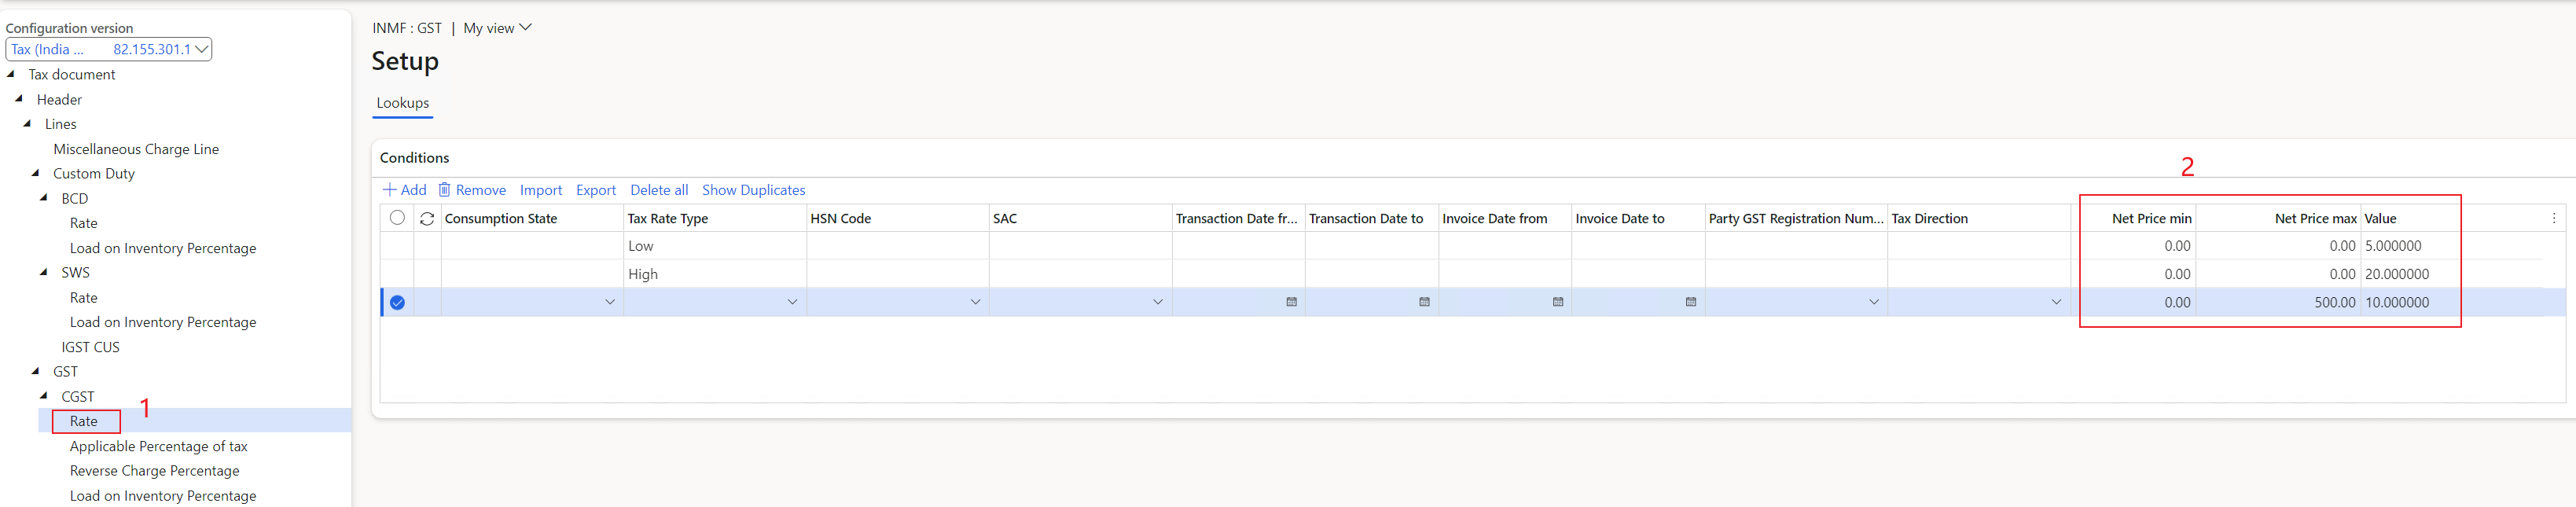 Configuration version
Tax (India ... 82.155.301.1
Tax document
Header
Lines
Miscellaneous Charge Line
Custom Duty
BCD
Rate
Load on Inventory Percentage
SWS
Rate
Load on Inventory Percentage
IGST CUS
GST
CGST
Rate
1
Applicable Percentage of tax
Reverse Charge Percentage
Load on Inventory Percentage
INMF : GST | My view
Setup
Lookups
Conditions
2
Add Remove Import Export Delete all Show Duplicates
Consumption State Tax Rate Type HSN Code SAC Transaction Date fr... Transaction Date to Invoice Date from Invoice Date to Party GST Registration Num... Tax Direction Net Price min Net Price max Value
Low 0.00 0.00 5.000000
High 0.00 0.00 20.000000
0.00 500.00 10.000000